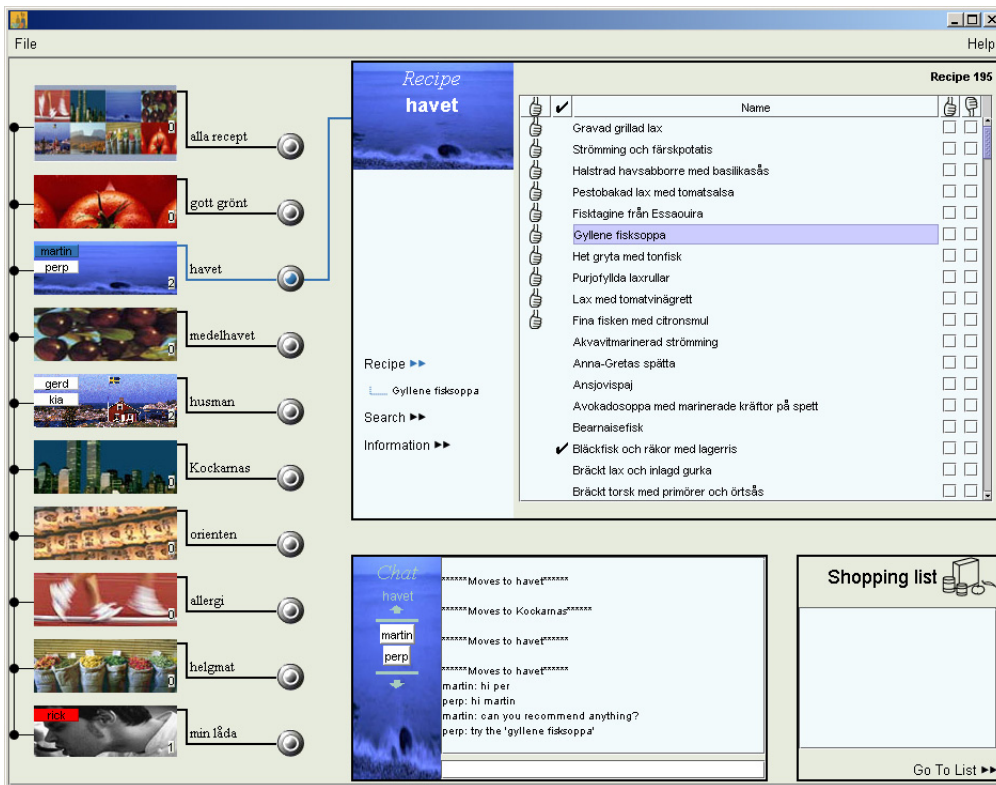 File
Help
0
alla recept
0
gott grönt
martin
perp
2
havet
0
medelhavet
gerd
kia
2
husman
0
Kockarnas
0
orienten
0
allergi
0
helgmat
rick
1
min låda
Recipe
havet
Recipe 195
Name
Gravad grillad lax
Strömming och färskpotatis
Halstrad havsabborre med basilikasås
Pestobakad lax med tomatsalsa
Fisktagine från Essaouira
Gyllene fisksoppa
Het gryta med tonfisk
Purjofyllda laxrullar
Lax med tomatvinägrett
Fina fisken med citronsmul
Akvavitmarinerad strömming
Anna-Gretas spätta
Ansjovispaj
Avokadosoppa med marinerade kräftor på spett
Bearnaisefisk
Bläckfisk och räkor med lagerris
Bräckt lax och inlagd gurka
Bräckt torsk med primörer och örtsås
Recipe
Gyllene fisksoppa
Search
Information
Chat
havet
martin
perp
******Moves to havet******
******Moves to Kockarnas******
******Moves to havet******
******Moves to havet******
martin: hi per
perp: hi martin
martin: can you recommend anything?
perp: try the 'gyllene fisksoppa'
Shopping list
Go To List